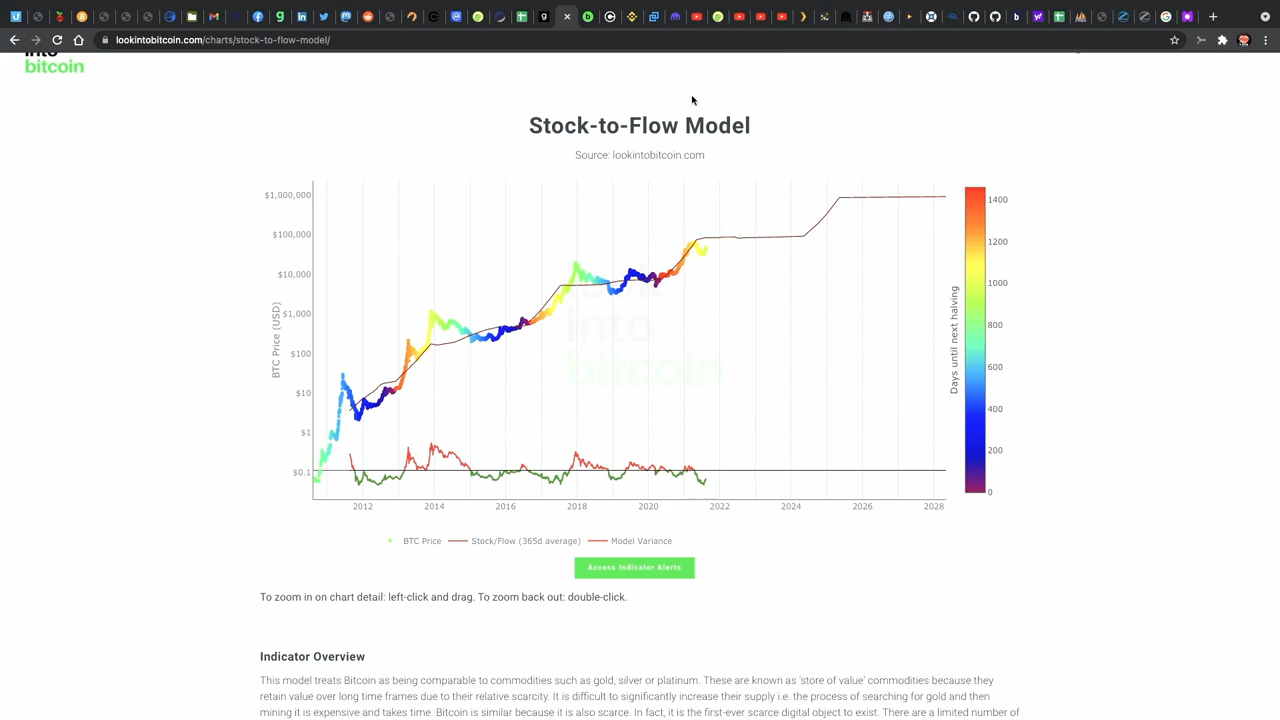 lookintobitcoin.com/charts/stock-to-flow-model/
into
bitcoin
Stock-to-Flow Model
Source: lookintobitcoin.com
BTC Price (USD)
$1,000,000
$100,000
$10,000
$1,000
$100
$10
$1
$0.1
look
into
bitcoin
2012 2014 2016 2018 2020 2022 2024 2026 2028
Days until next halving
1400
1200
1000
800
600
400
200
0
BTC Price Stock/Flow (365d average) Model Variance
Access Indicator Alerts
To zoom in on chart detail: left-click and drag. To zoom back out: double-click.
Indicator Overview
This model treats Bitcoin as being comparable to commodities such as gold, silver or platinum. These are known as 'store of value' commodities because they
retain value over long time frames due to their relative scarcity. It is difficult to significantly increase their supply i.e. the process of searching for gold and then
mining it is expensive and takes time. Bitcoin is similar because it is also scarce. In fact, it is the first-ever scarce digital object to exist. There are a limited number of